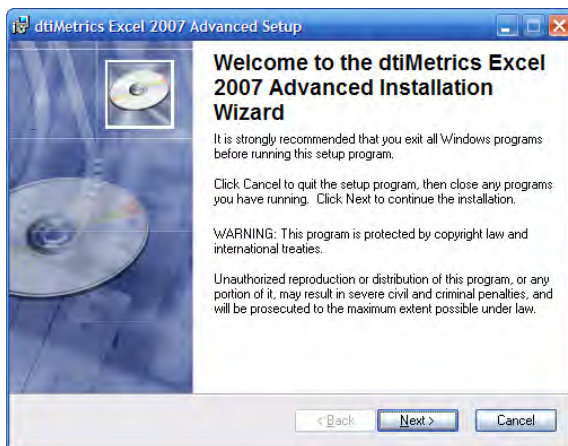 dtiMetrics Excel 2007 Advanced Setup
Welcome to the dtiMetrics Excel
2007 Advanced Installation
Wizard
It is strongly recommended that you exit all Windows programs
before running this setup program.
Click Cancel to quit the setup program, then close any programs
you have running. Click Next to continue the installation.
WARNING: This program is protected by copyright law and
international treaties.
Unauthorized reproduction or distribution of this program, or any
portion of it, may result in severe civil and criminal penalties, and
will be prosecuted to the maximum extent possible under law.
< Back Next > Cancel